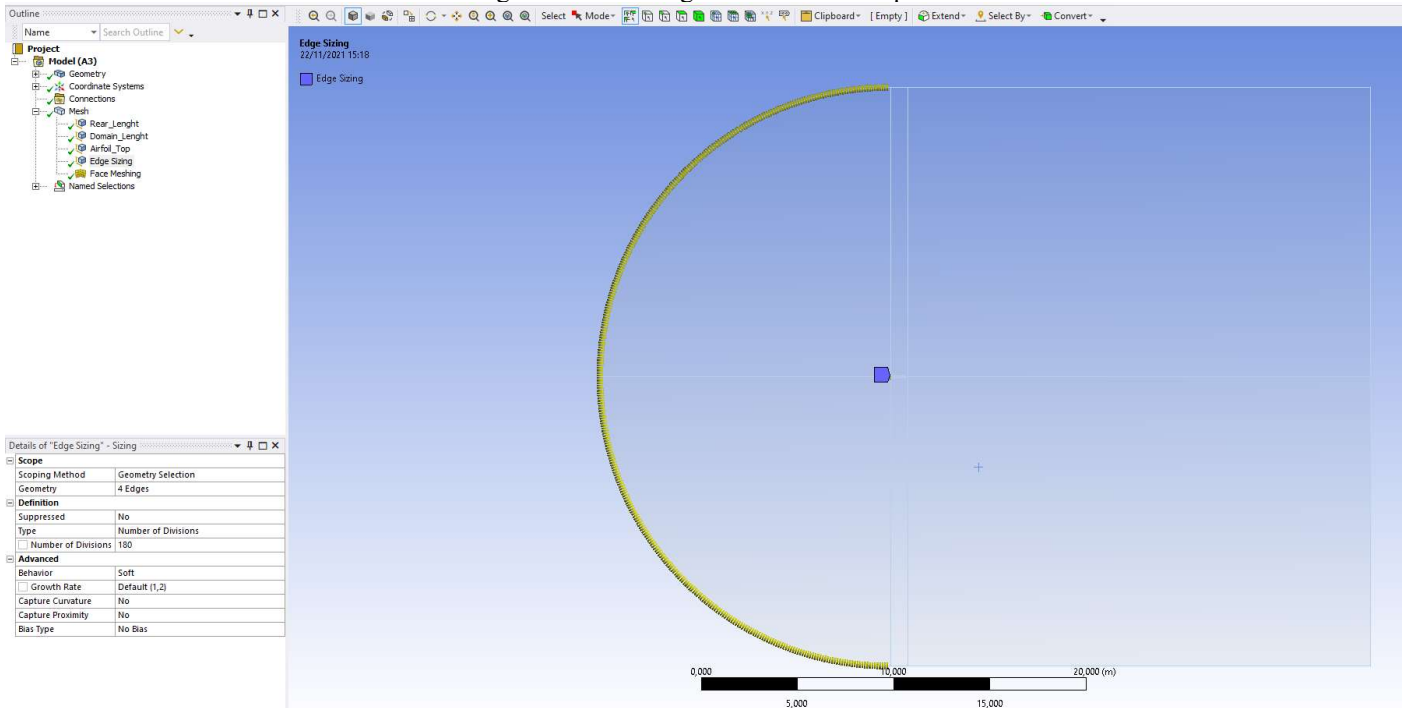 Outline
Name Search Outline
Project
Model (A3)
Geometry
Coordinate Systems
Connections
Mesh
Rear_Lenght
Domain_Lenght
Airfoil_Top
Edge Sizing
Face Meshing
Named Selections
Select Mode Clipboard [ Empty ] Extend Select By Convert
Edge Sizing
22/11/2021 15:18
Edge Sizing
0,000 10,000 20,000 (m)
5,000 15,000
Details of "Edge Sizing" - Sizing
Scope
Scoping Method Geometry Selection
Geometry 4 Edges
Definition
Suppressed No
Type Number of Divisions
Number of Divisions 180
Advanced
Behavior Soft
Growth Rate Default (1,2)
Capture Curvature No
Capture Proximity No
Bias Type No Bias